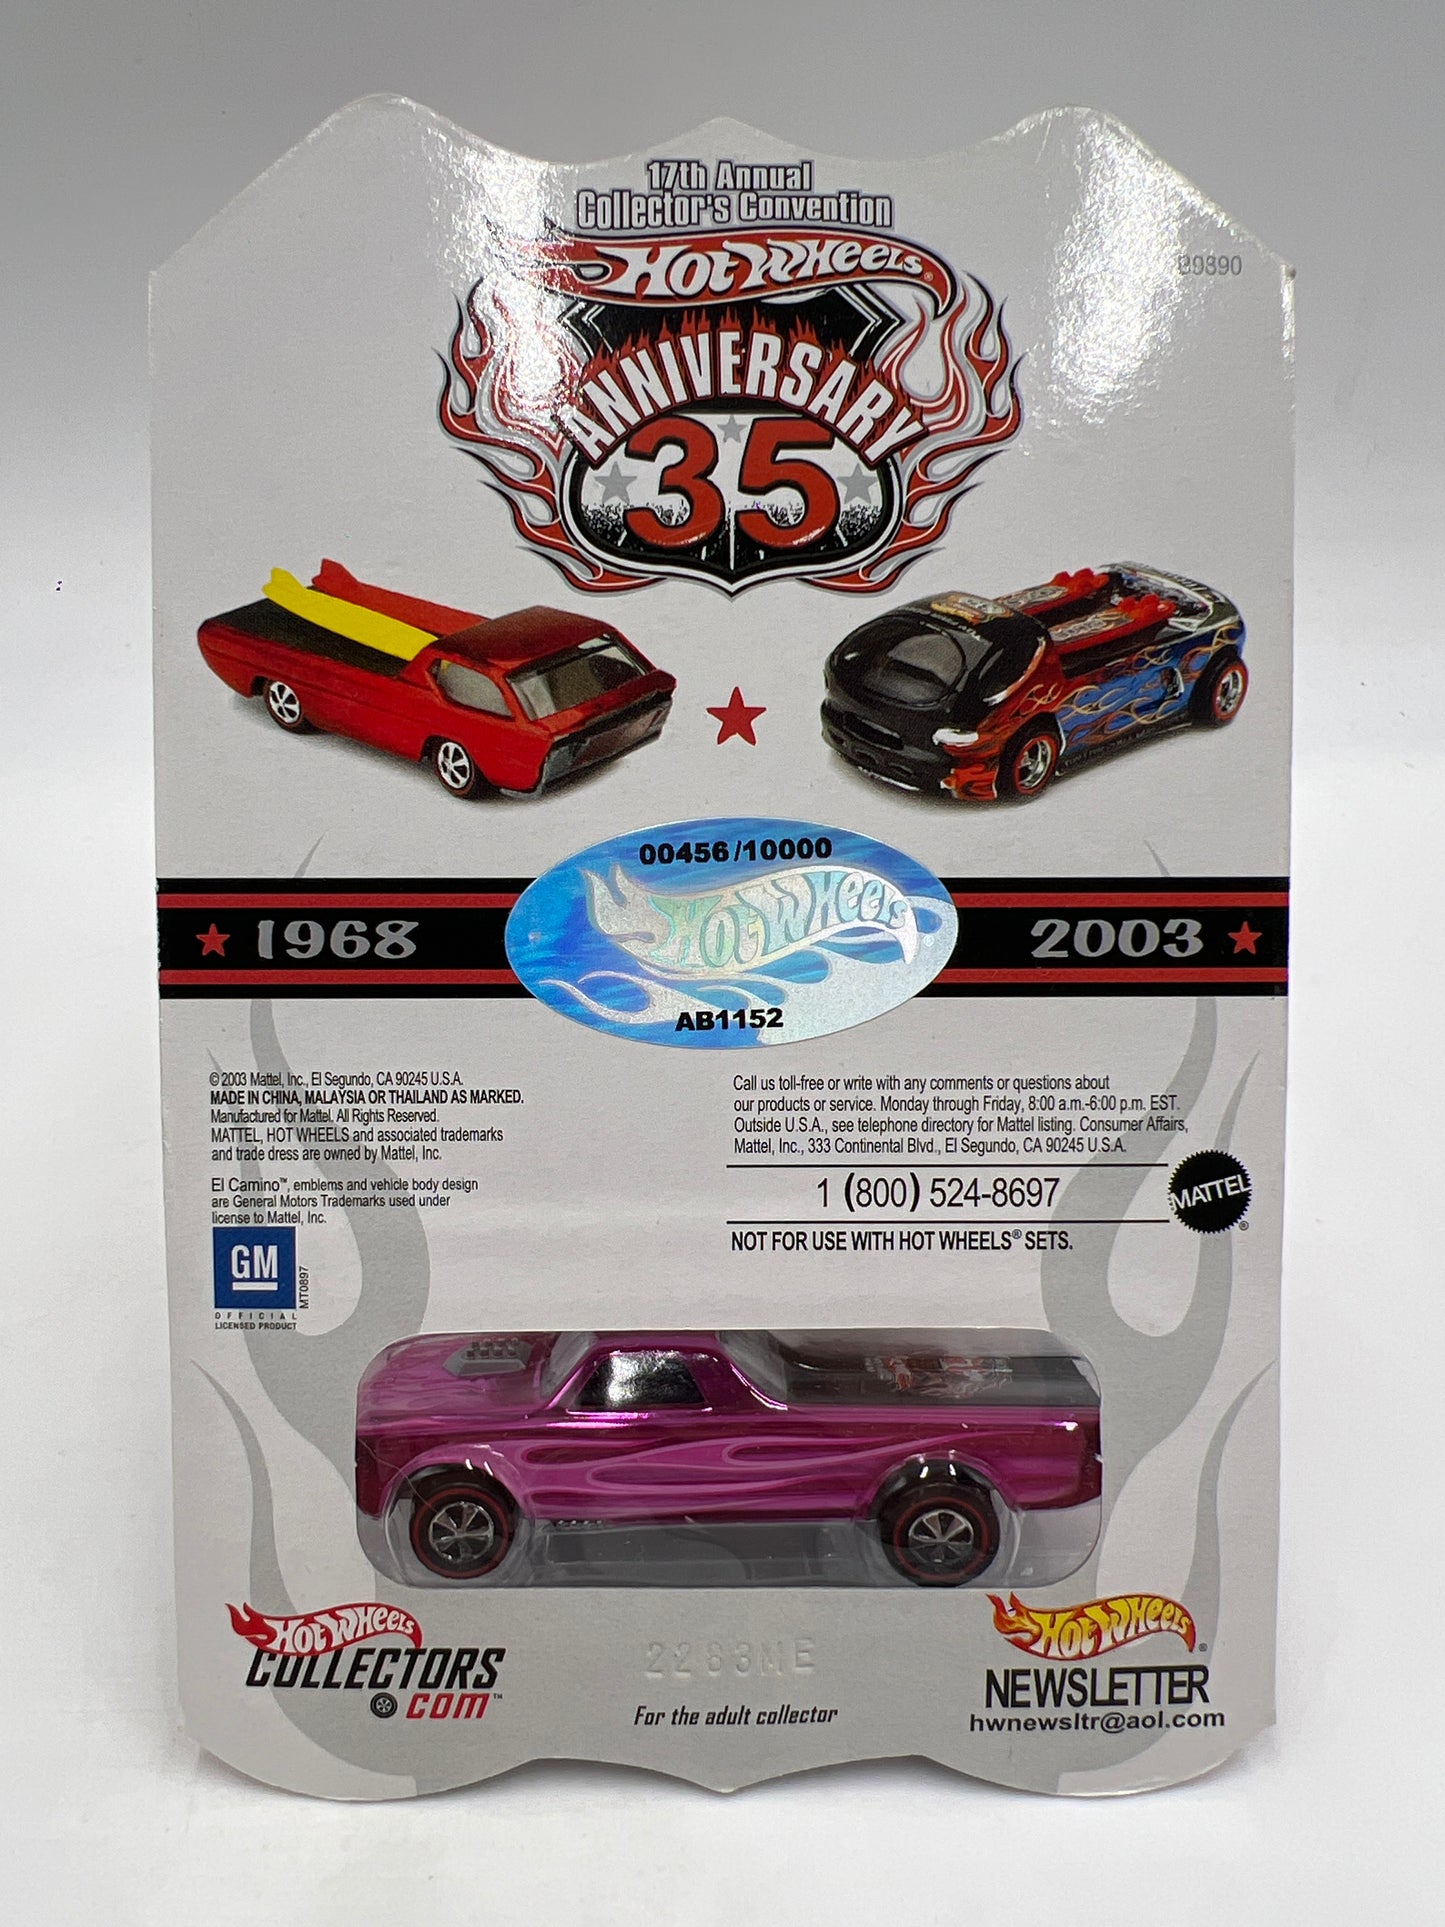 17th Annual
Collector's Convention
Hot Wheels®
ANNIVERSARY
35
00456/10000
Hot Wheels®
AB1152
★ 1968
2003 ★
© 2003 Mattel, Inc., El Segundo, CA 90245 U.S.A.
MADE IN CHINA, MALAYSIA OR THAILAND AS MARKED.
Manufactured for Mattel. All Rights Reserved.
MATTEL, HOT WHEELS and associated trademarks
and trade dress are owned by Mattel, Inc.
El Camino™, emblems and vehicle body design
are General Motors Trademarks used under
license to Mattel, Inc.
GM
OFFICIAL
LICENSED PRODUCT
MT0897
Call us toll-free or write with any comments or questions about
our products or service. Monday through Friday, 8:00 a.m.-6:00 p.m. EST.
Outside U.S.A., see telephone directory for Mattel listing. Consumer Affairs,
Mattel, Inc., 333 Continental Blvd., El Segundo, CA 90245 U.S.A.
1 (800) 524-8697
MATTEL®
NOT FOR USE WITH HOT WHEELS® SETS.
Hot Wheels
COLLECTORS
.COM™
2283ME
For the adult collector
Hot Wheels®
NEWSLETTER
hwnewsltr@aol.com